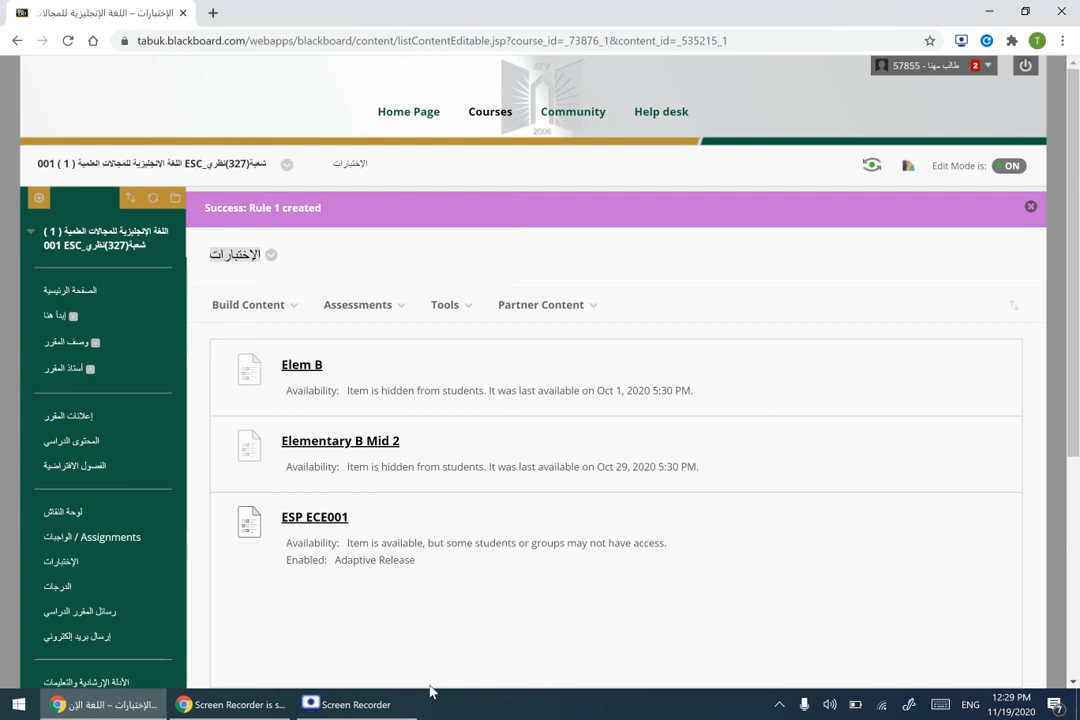 الإختبارات – اللغة الإنجليزية للمجالات
tabuk.blackboard.com/webapps/blackboard/content/listContentEditable.jsp?course_id=_73876_1&content_id=_535215_1
T
طالب مهنا - 57855
2
Home Page
Courses
Community
Help desk
2006
001 ( 1 ) اللغة الإنجليزية للمجالات العلمية ESC_شعبة(327)نظري
الإختبارات
Edit Mode is:
ON
Success: Rule 1 created
اللغة الإنجليزية للمجالات العلمية ( 1 )
001 ESC_شعبة(327)نظري
الإختبارات
الصفحة الرئيسية
إبدأ هنا
وصف المقرر
أستاذ المقرر
إعلانات المقرر
المحتوى الدراسي
الفصول الافتراضية
لوحة النقاش
الواجبات / Assignments
الإختبارات
الدرجات
رسائل المقرر الدراسي
إرسال بريد إلكتروني
الأدلة الإرشادية والتعليمات
Build Content
Assessments
Tools
Partner Content
Elem B
Availability: Item is hidden from students. It was last available on Oct 1, 2020 5:30 PM.
Elementary B Mid 2
Availability: Item is hidden from students. It was last available on Oct 29, 2020 5:30 PM.
ESP ECE001
Availability: Item is available, but some students or groups may not have access.
Enabled: Adaptive Release
الإختبارات – اللغة الإن...
Screen Recorder is s...
Screen Recorder
ENG
12:29 PM
11/19/2020
7